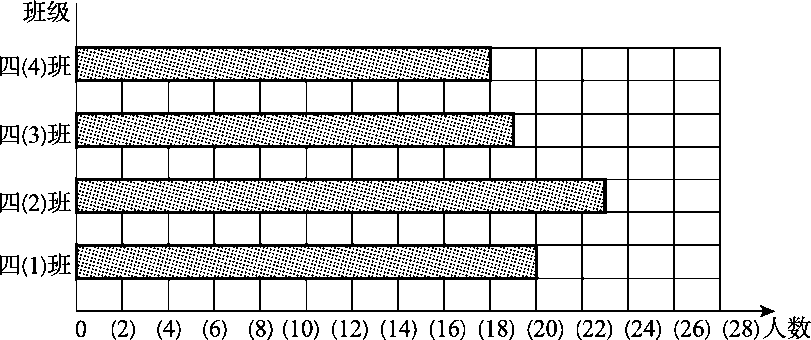 班级
四(4)班
四(3)班
四(2)班
四(1)班
0 (2) (4) (6) (8) (10) (12) (14) (16) (18) (20) (22) (24) (26) (28) 人数